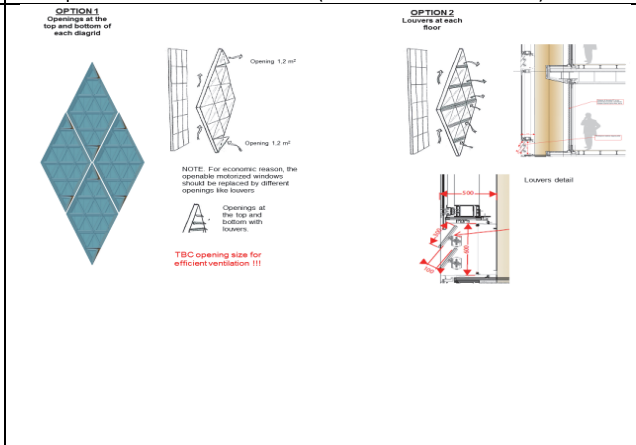 OPTION 1
Openings at the
top and bottom of
each diagrid
Opening 1,2 m²
Opening 1,2 m²
NOTE. For economic reason, the
openable motorized windows
should be replaced by different
openings like louvers
Openings at
the top and
bottom with
louvers.
TBC opening size for
efficient ventilation !!!
OPTION 2
Louvers at each
floor
Louvers detail
500
600